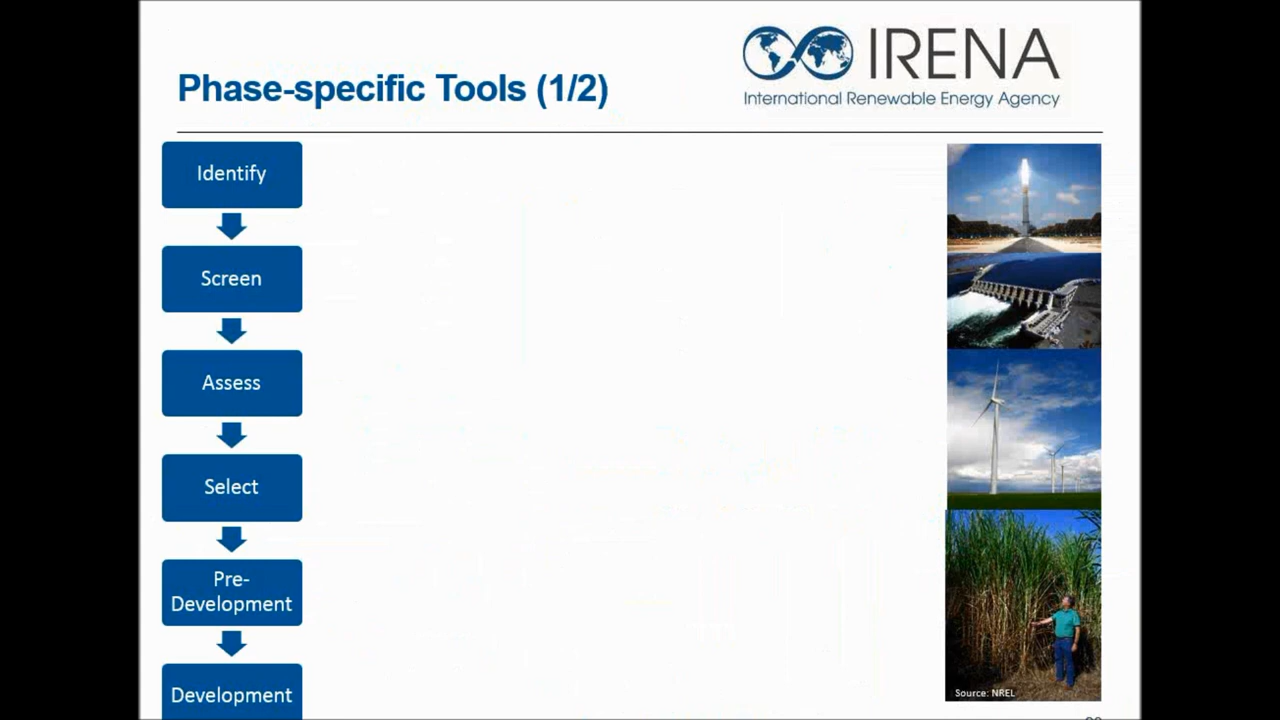 IRENA
International Renewable Energy Agency
Phase-specific Tools (1/2)
Identify
Screen
Assess
Select
Pre-
Development
Development
Source: NREL